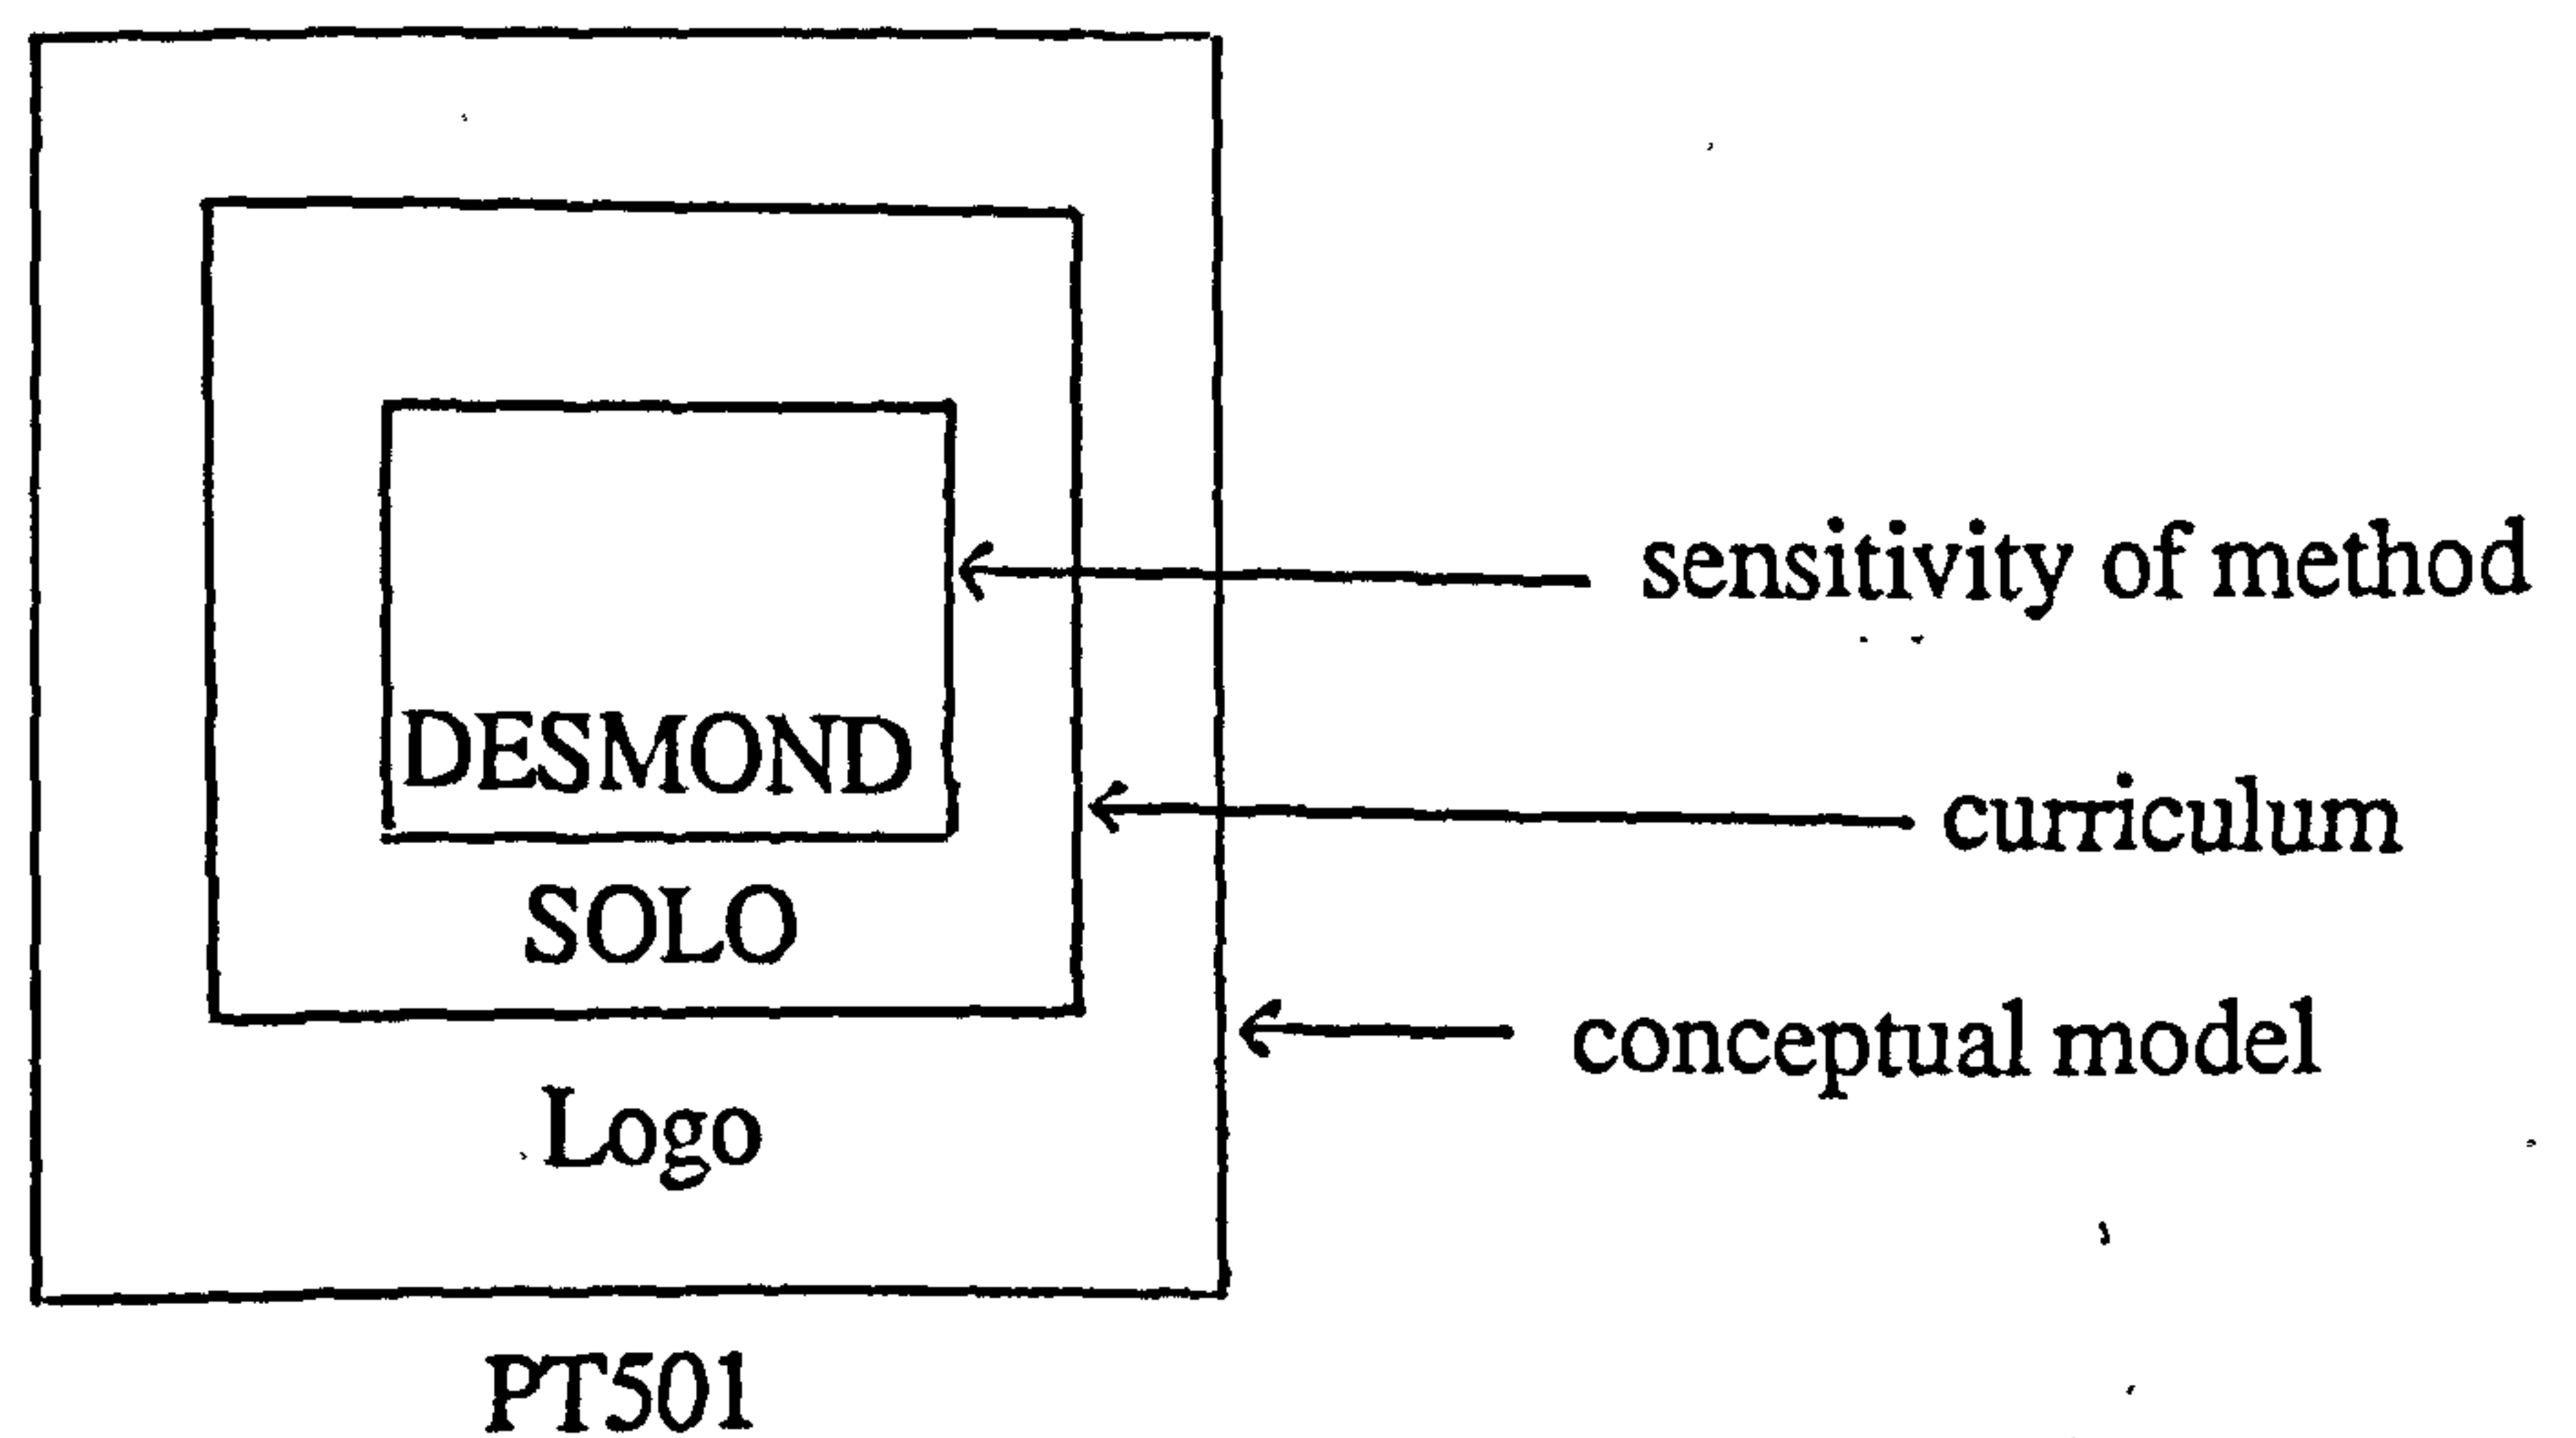 sensitivity of method
DESMOND
curriculum
SOLO
conceptual model
Logo
PT501